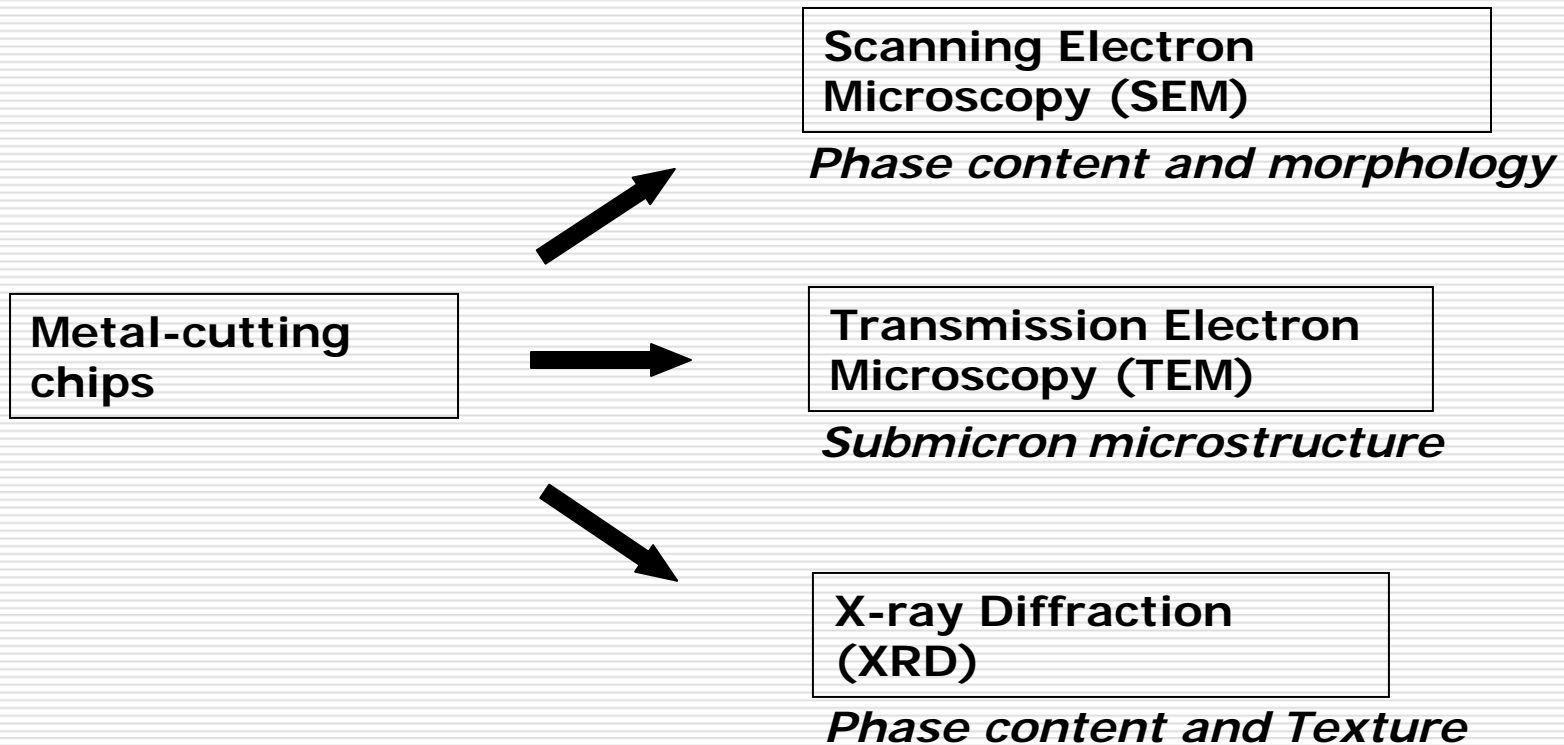 Scanning Electron
Microscopy (SEM)
Phase content and morphology
Metal-cutting
chips
Transmission Electron
Microscopy (TEM)
Submicron microstructure
X-ray Diffraction
(XRD)
Phase content and Texture